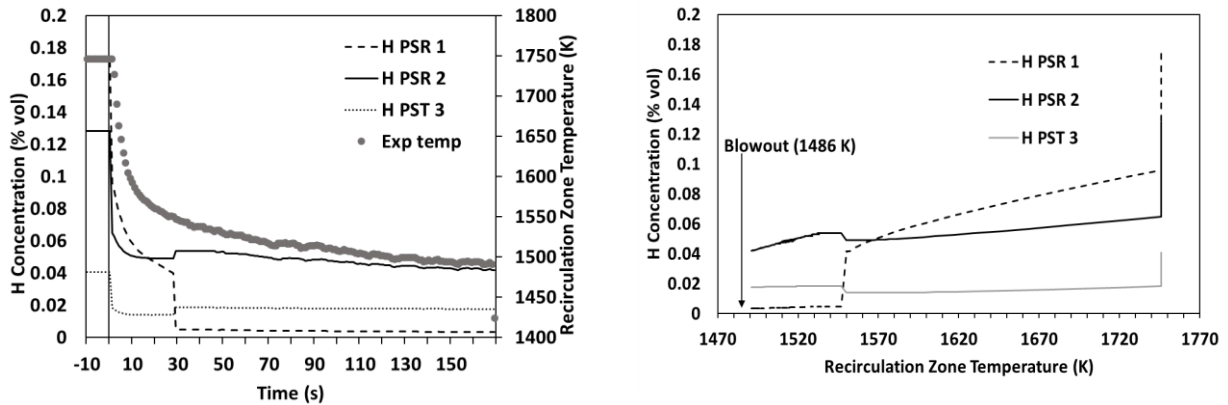 0.2
0.18
0.16
0.14
0.12
0.1
0.08
0.06
0.04
0.02
0
H Concentration (% vol)
H PSR 1
H PSR 2
H PST 3
Exp temp
1800
1750
1700
1650
1600
1550
1500
1450
1400
Recirculation Zone Temperature (K)
-10 10 30 50 70 90 110 130 150
Time (s)
0.2
0.18
0.16
0.14
0.12
0.1
0.08
0.06
0.04
0.02
0
H Concentration (% vol)
H PSR 1
H PSR 2
H PST 3
Blowout (1486 K)
1470 1520 1570 1620 1670 1720 1770
Recirculation Zone Temperature (K)